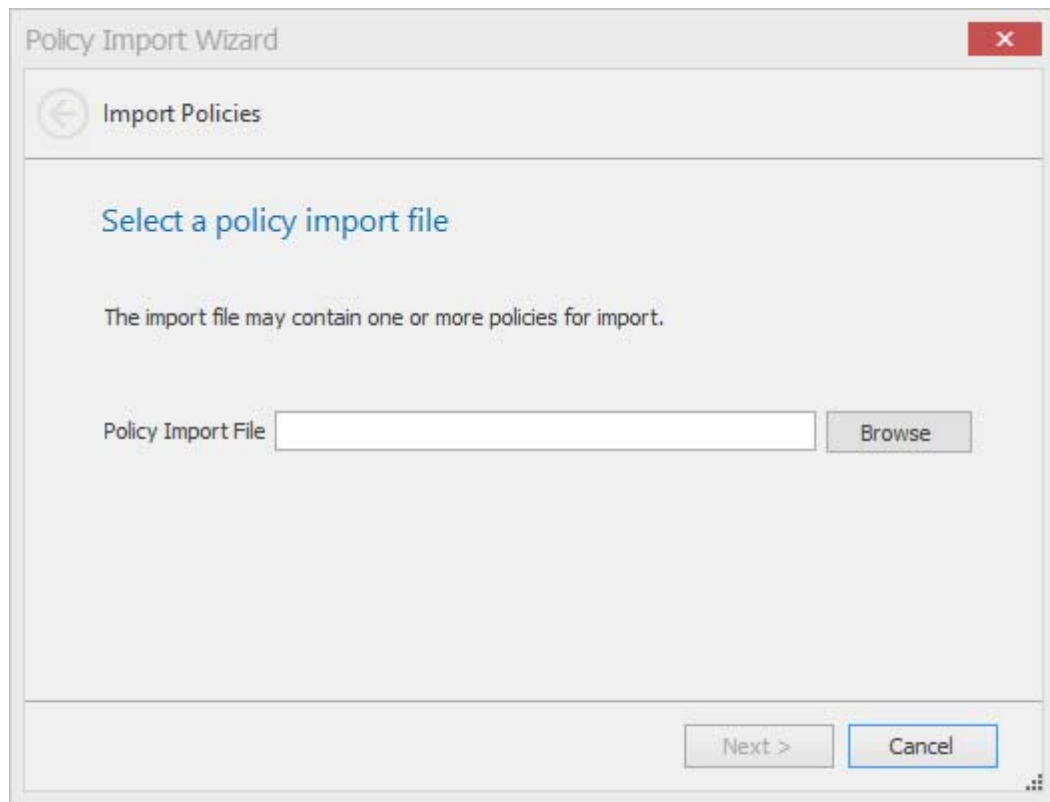 Policy Import Wizard
Import Policies
Select a policy import file
The import file may contain one or more policies for import.
Policy Import File Browse
Next > Cancel